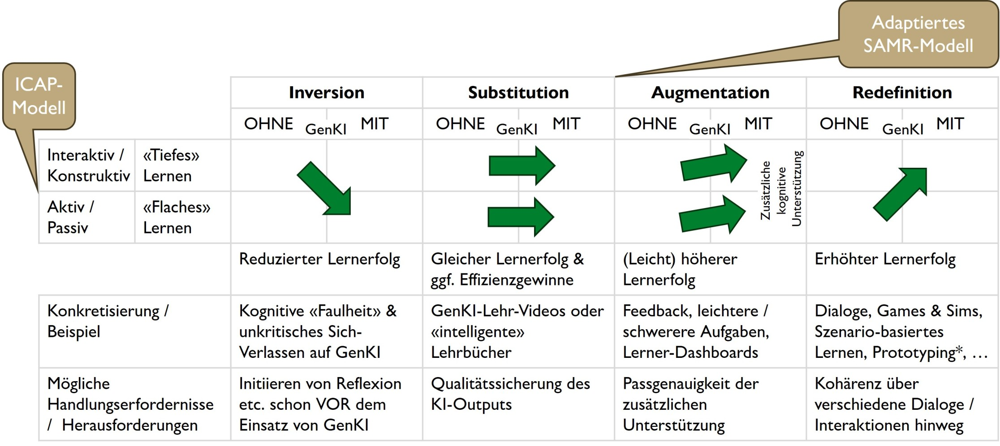 Adaptiertes
SAMR-Modell
ICAP-
Modell
Inversion
Substitution
Augmentation
Redefinition
OHNE GenKI MIT
OHNE GenKI MIT
OHNE GenKI MIT
OHNE GenKI MIT
Interaktiv /
Konstruktiv
«Tiefes»
Lernen
Aktiv /
Passiv
«Flaches»
Lernen
Zusätzliche
kognitive
Unterstützung
Reduzierter Lernerfolg
Gleicher Lernerfolg &
ggf. Effizienzgewinne
(Leicht) höherer
Lernerfolg
Erhöhter Lernerfolg
Konkretisierung /
Beispiel
Kognitive «Faulheit» &
unkritisches Sich-
Verlassen auf GenKI
GenKI-Lehr-Videos oder
«intelligente»
Lehrbücher
Feedback, leichtere /
schwerere Aufgaben,
Lerner-Dashboards
Dialoge, Games & Sims,
Szenario-basiertes
Lernen, Prototyping*, …
Mögliche
Handlungserfordernisse
/ Herausforderungen
Initiieren von Reflexion
etc. schon VOR dem
Einsatz von GenKI
Qualitätssicherung des
KI-Outputs
Passgenauigkeit der
zusätzlichen
Unterstützung
Kohärenz über
verschiedene Dialoge /
Interaktionen hinweg